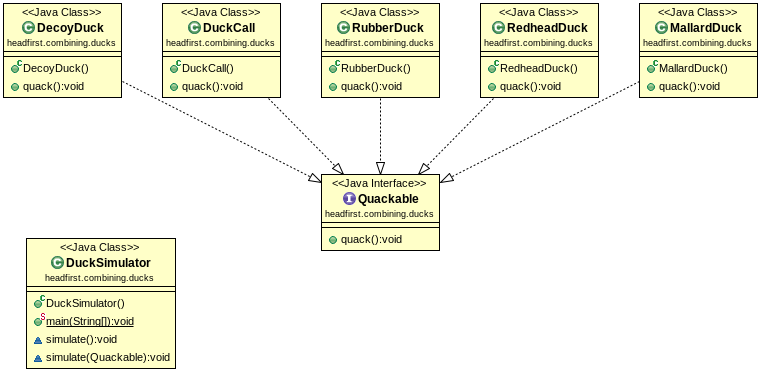 <<Java Class>>
DecoyDuck
headfirst.combining.ducks
DecoyDuck()
quack():void
<<Java Class>>
DuckCall
headfirst.combining.ducks
DuckCall()
quack():void
<<Java Class>>
RubberDuck
headfirst.combining.ducks
RubberDuck()
quack():void
<<Java Class>>
RedheadDuck
headfirst.combining.ducks
RedheadDuck()
quack():void
<<Java Class>>
MallardDuck
headfirst.combining.ducks
MallardDuck()
quack():void
<<Java Interface>>
Quackable
headfirst.combining.ducks
quack():void
<<Java Class>>
DuckSimulator
headfirst.combining.ducks
DuckSimulator()
main(String[]):void
simulate():void
simulate(Quackable):void